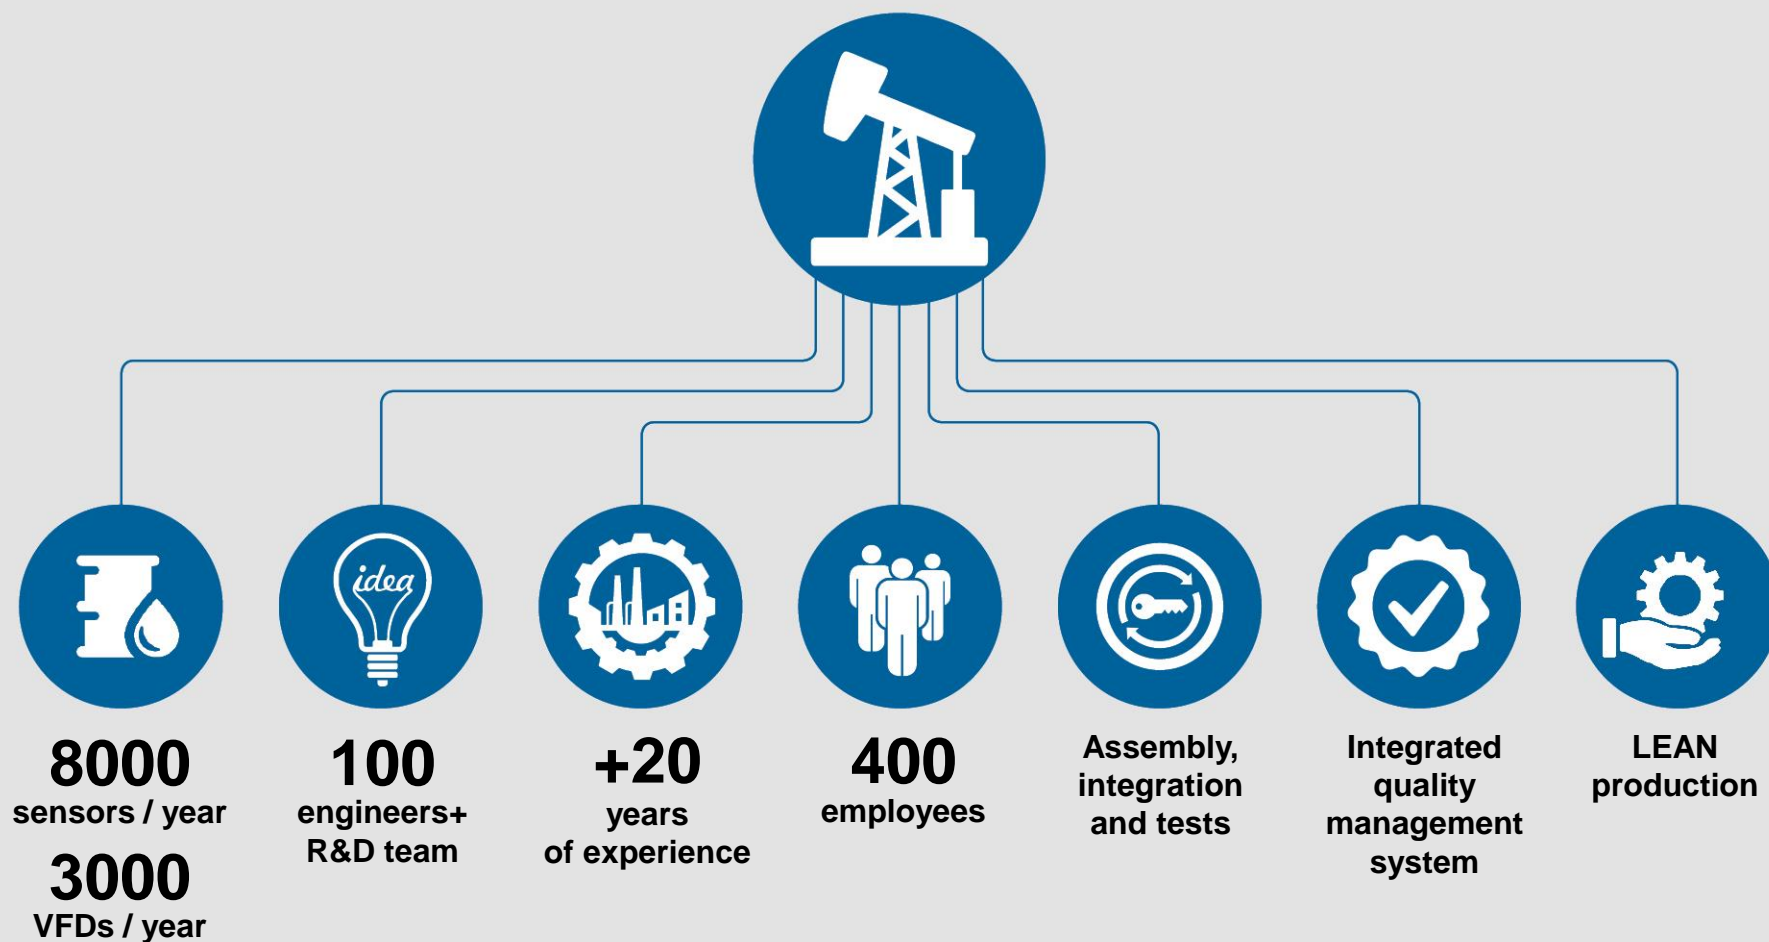 idea
8000
sensors / year
3000
VFDs / year
100
engineers+
R&D team
+20
years
of experience
400
employees
Assembly,
integration
and tests
Integrated
quality
management
system
LEAN
production